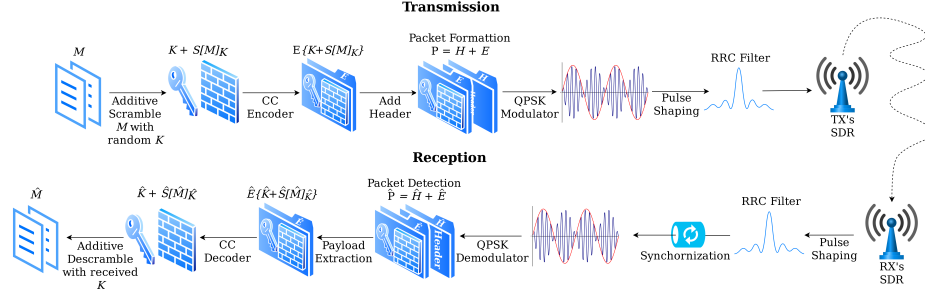 Transmission
M
K + S[M]K
E{K+S[M]K}
Packet Formattion
P = H + E
RRC Filter
E
E
H
Additive
Scramble
M with
random K
CC
Encoder
Add
Header
QPSK
Modulator
Pulse
Shaping
TX's
SDR
Reception
M̂
K̂ + Ŝ[M̂]K̂
Ê{K̂+Ŝ[M̂]K̂}
Packet Detection
P̂ = Ĥ + Ê
RRC Filter
Ê
Ê
Ĥ
Header
Additive
Descramble
with received
K
CC
Decoder
Payload
Extraction
QPSK
Demodulator
Synchornization
Pulse
Shaping
RX's
SDR